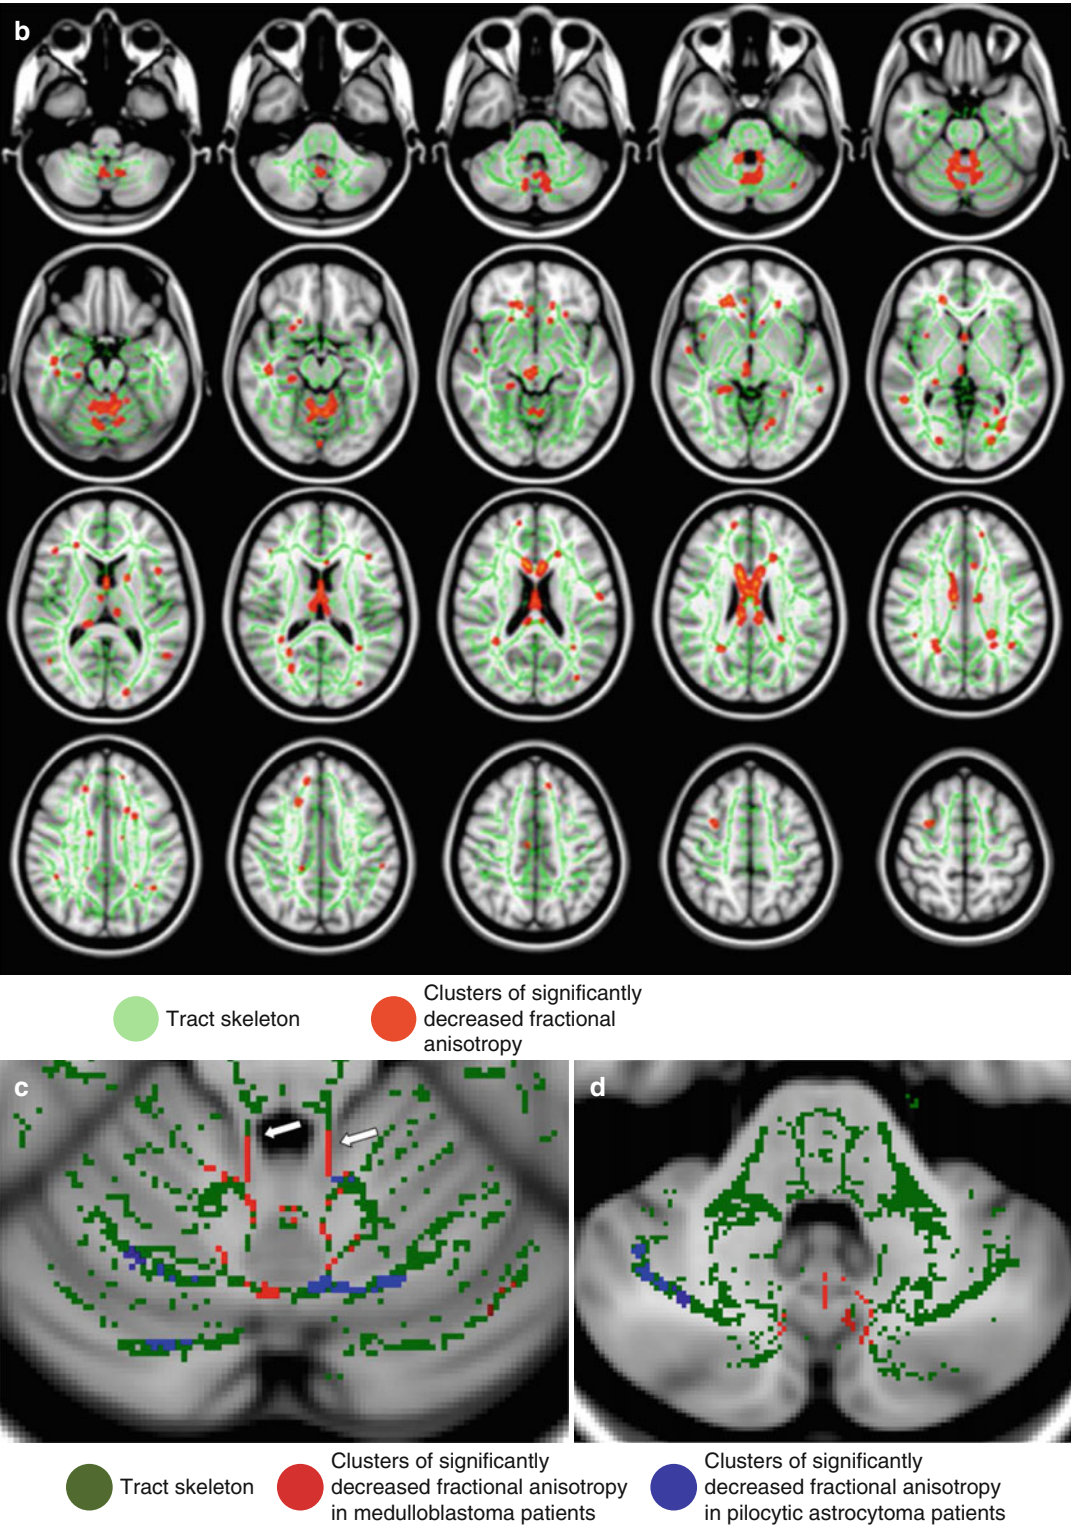 b
Tract skeleton
Clusters of significantly
decreased fractional
anisotropy
c
d
Tract skeleton
Clusters of significantly
decreased fractional anisotropy
in medulloblastoma patients
Clusters of significantly
decreased fractional anisotropy
in pilocytic astrocytoma patients